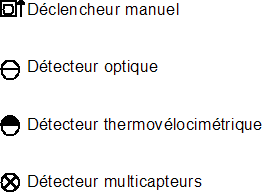 Déclencheur manuel
Détecteur optique
Détecteur thermovélocimétrique
Détecteur multicapteurs